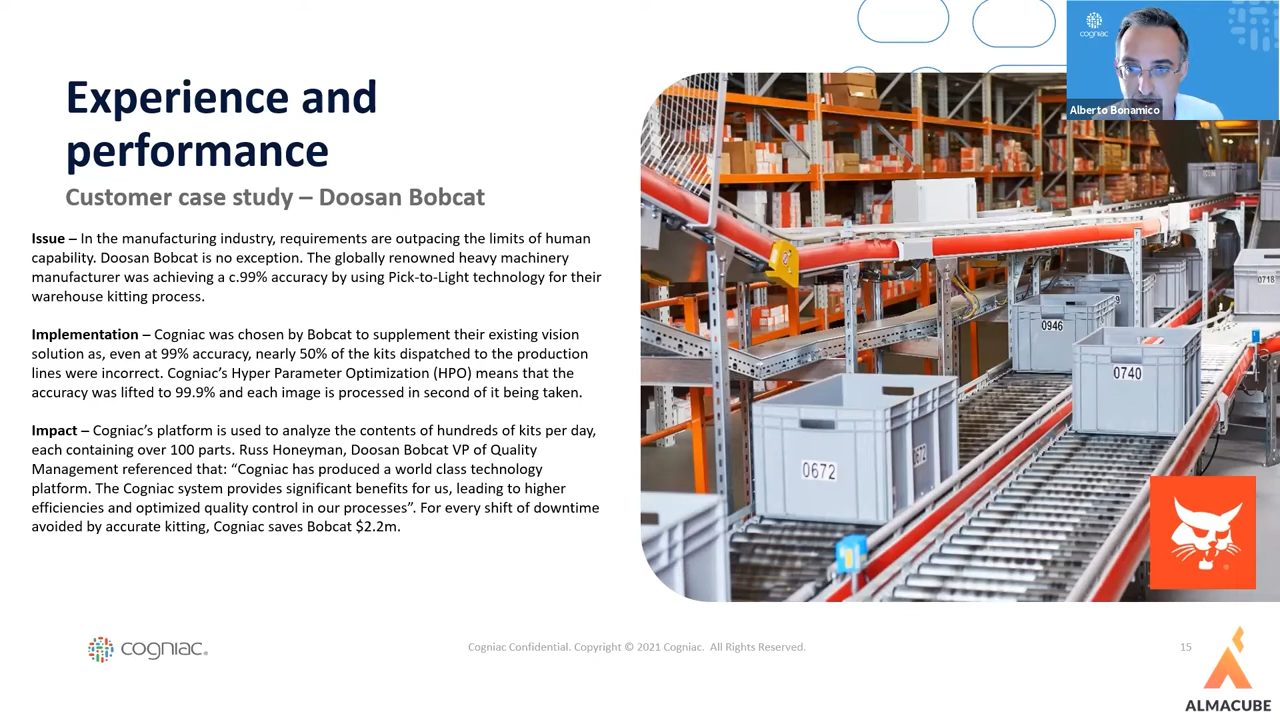 Experience and
performance
Customer case study – Doosan Bobcat
Issue – In the manufacturing industry, requirements are outpacing the limits of human
capability. Doosan Bobcat is no exception. The globally renowned heavy machinery
manufacturer was achieving a c.99% accuracy by using Pick-to-Light technology for their
warehouse kitting process.
Implementation – Cogniac was chosen by Bobcat to supplement their existing vision
solution as, even at 99% accuracy, nearly 50% of the kits dispatched to the production
lines were incorrect. Cogniac’s Hyper Parameter Optimization (HPO) means that the
accuracy was lifted to 99.9% and each image is processed in second of it being taken.
Impact – Cogniac’s platform is used to analyze the contents of hundreds of kits per day,
each containing over 100 parts. Russ Honeyman, Doosan Bobcat VP of Quality
Management referenced that: “Cogniac has produced a world class technology
platform. The Cogniac system provides significant benefits for us, leading to higher
efficiencies and optimized quality control in our processes”. For every shift of downtime
avoided by accurate kitting, Cogniac saves Bobcat $2.2m.
cogniac
Alberto Bonamico
0718
0946
0740
0672
0672
cogniac®
Cogniac Confidential. Copyright © 2021 Cogniac. All Rights Reserved.
15
ALMACUBE